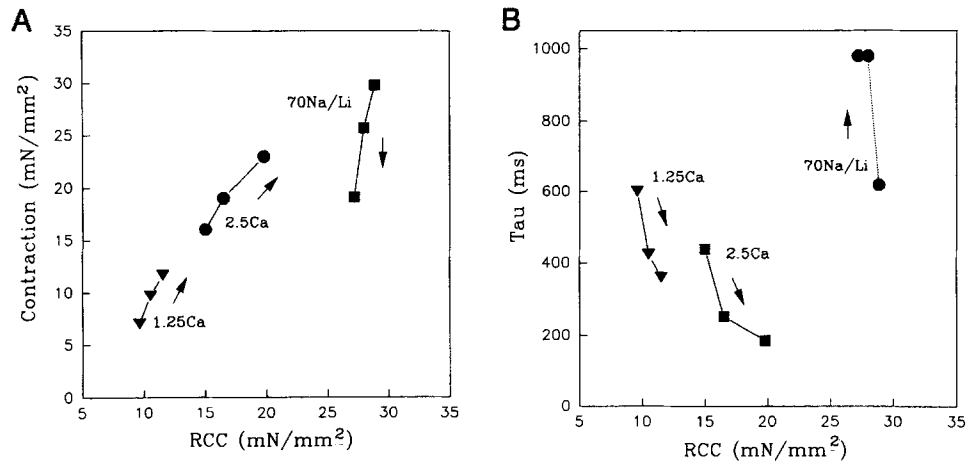 A
35
30
25
20
15
10
5
0
Contraction (mN/mm²)
70Na/Li
2.5Ca
1.25Ca
5 10 15 20 25 30 35
RCC (mN/mm²)
B
1000
800
600
400
200
0
Tau (ms)
70Na/Li
1.25Ca
2.5Ca
5 10 15 20 25 30 35
RCC (mN/mm²)